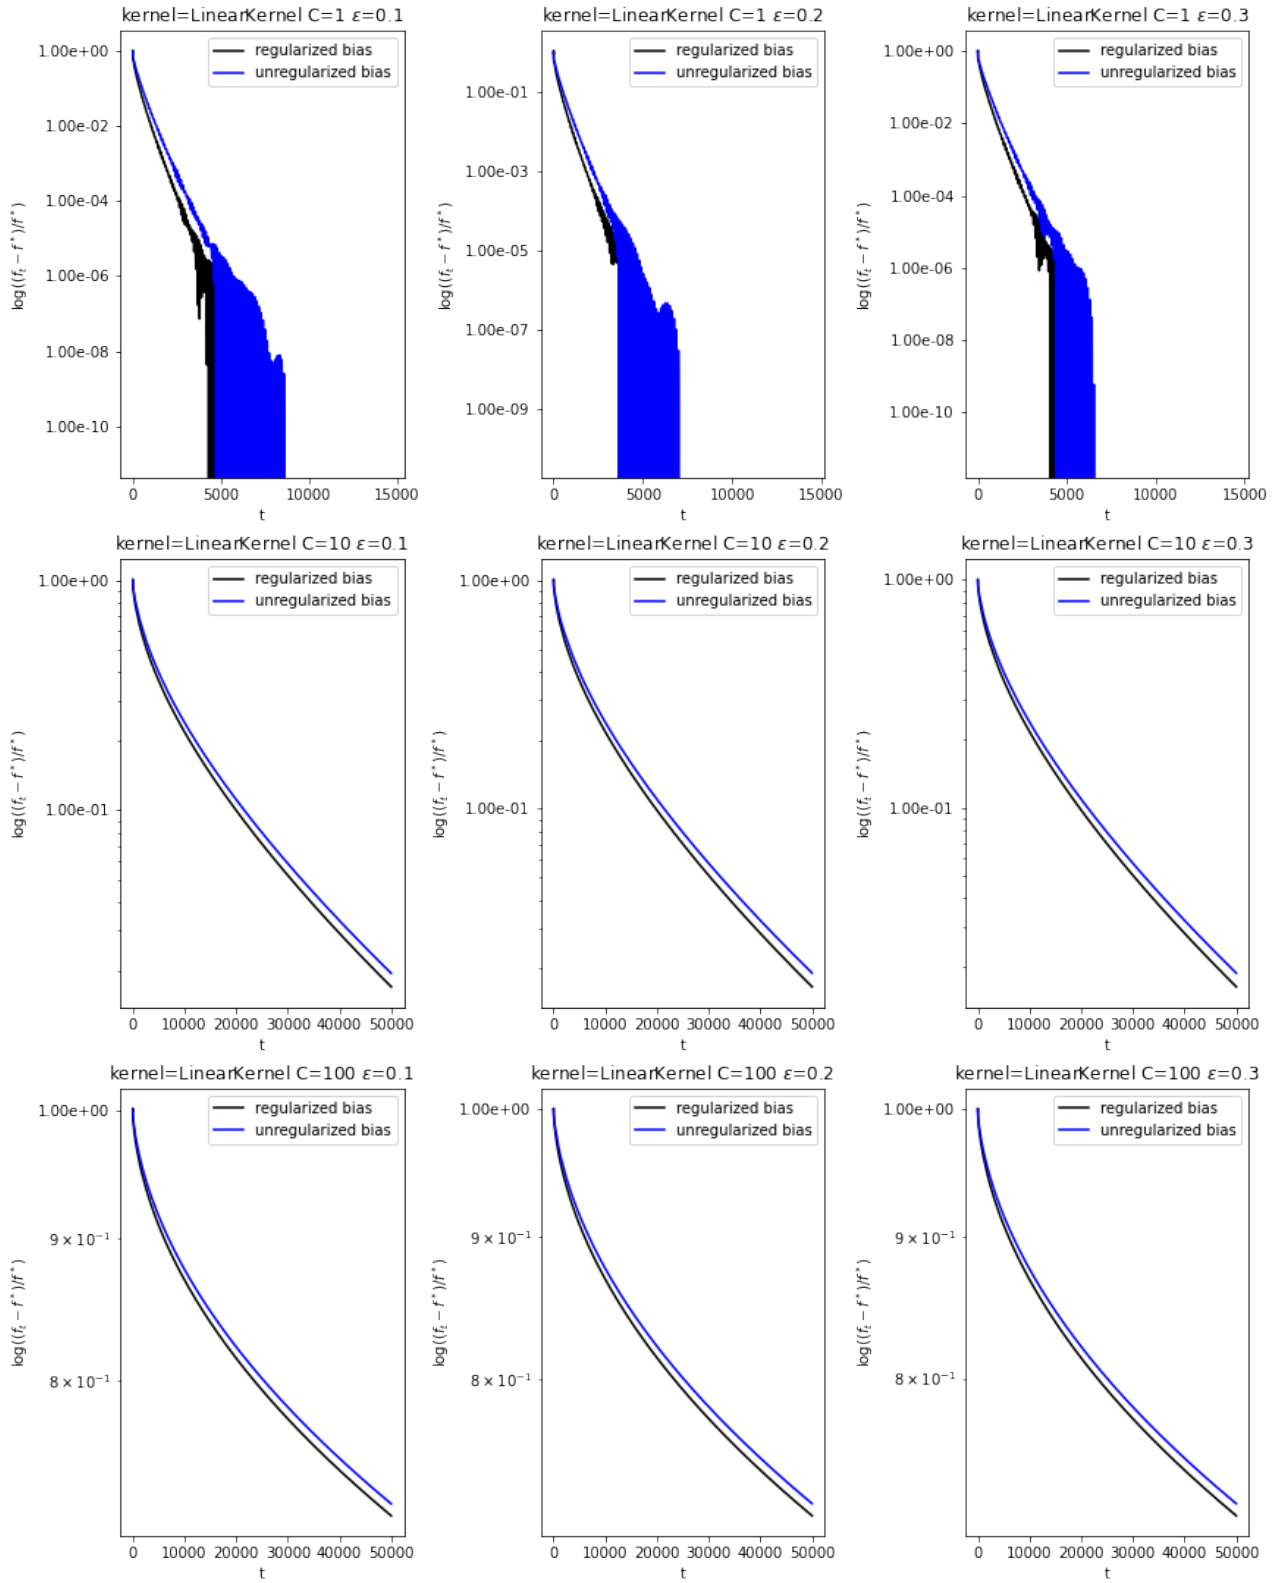 kernel=LinearKernel C=1 ε=0.1
regularized bias
unregularized bias
1.00e+00
1.00e-02
1.00e-04
1.00e-06
1.00e-08
1.00e-10
log((f_t − f*)/f*)
0 5000 10000 15000
t
kernel=LinearKernel C=1 ε=0.2
regularized bias
unregularized bias
1.00e-01
1.00e-03
1.00e-05
1.00e-07
1.00e-09
log((f_t − f*)/f*)
0 5000 10000 15000
t
kernel=LinearKernel C=1 ε=0.3
regularized bias
unregularized bias
1.00e+00
1.00e-02
1.00e-04
1.00e-06
1.00e-08
1.00e-10
log((f_t − f*)/f*)
0 5000 10000 15000
t
kernel=LinearKernel C=10 ε=0.1
regularized bias
unregularized bias
1.00e+00
1.00e-01
log((f_t − f*)/f*)
0 10000 20000 30000 40000 50000
t
kernel=LinearKernel C=10 ε=0.2
regularized bias
unregularized bias
1.00e+00
1.00e-01
log((f_t − f*)/f*)
0 10000 20000 30000 40000 50000
t
kernel=LinearKernel C=10 ε=0.3
regularized bias
unregularized bias
1.00e+00
1.00e-01
log((f_t − f*)/f*)
0 10000 20000 30000 40000 50000
t
kernel=LinearKernel C=100 ε=0.1
regularized bias
unregularized bias
1.00e+00
9 × 10⁻¹
8 × 10⁻¹
log((f_t − f*)/f*)
0 10000 20000 30000 40000 50000
t
kernel=LinearKernel C=100 ε=0.2
regularized bias
unregularized bias
1.00e+00
9 × 10⁻¹
8 × 10⁻¹
log((f_t − f*)/f*)
0 10000 20000 30000 40000 50000
t
kernel=LinearKernel C=100 ε=0.3
regularized bias
unregularized bias
1.00e+00
9 × 10⁻¹
8 × 10⁻¹
log((f_t − f*)/f*)
0 10000 20000 30000 40000 50000
t